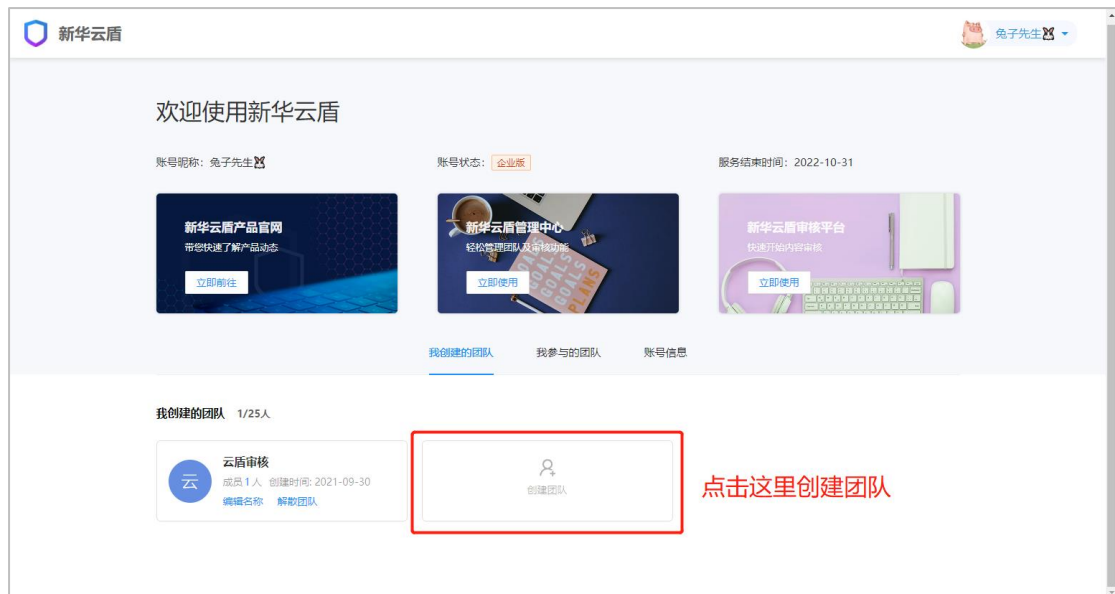 新华云盾
兔子先生
欢迎使用新华云盾
账号昵称：兔子先生
账号状态：企业版
服务结束时间：2022-10-31
新华云盾产品官网
带您快速了解产品动态
立即前往
新华云盾管理中心
轻松管理团队及审核功能
立即使用
GOALS
GOALS
GOALS
PLANS
新华云盾审核平台
快速开始内容审核
立即使用
我创建的团队
我参与的团队
账号信息
我创建的团队 1/25人
云
云盾审核
成员1人 创建时间: 2021-09-30
编辑名称 解散团队
创建团队
点击这里创建团队